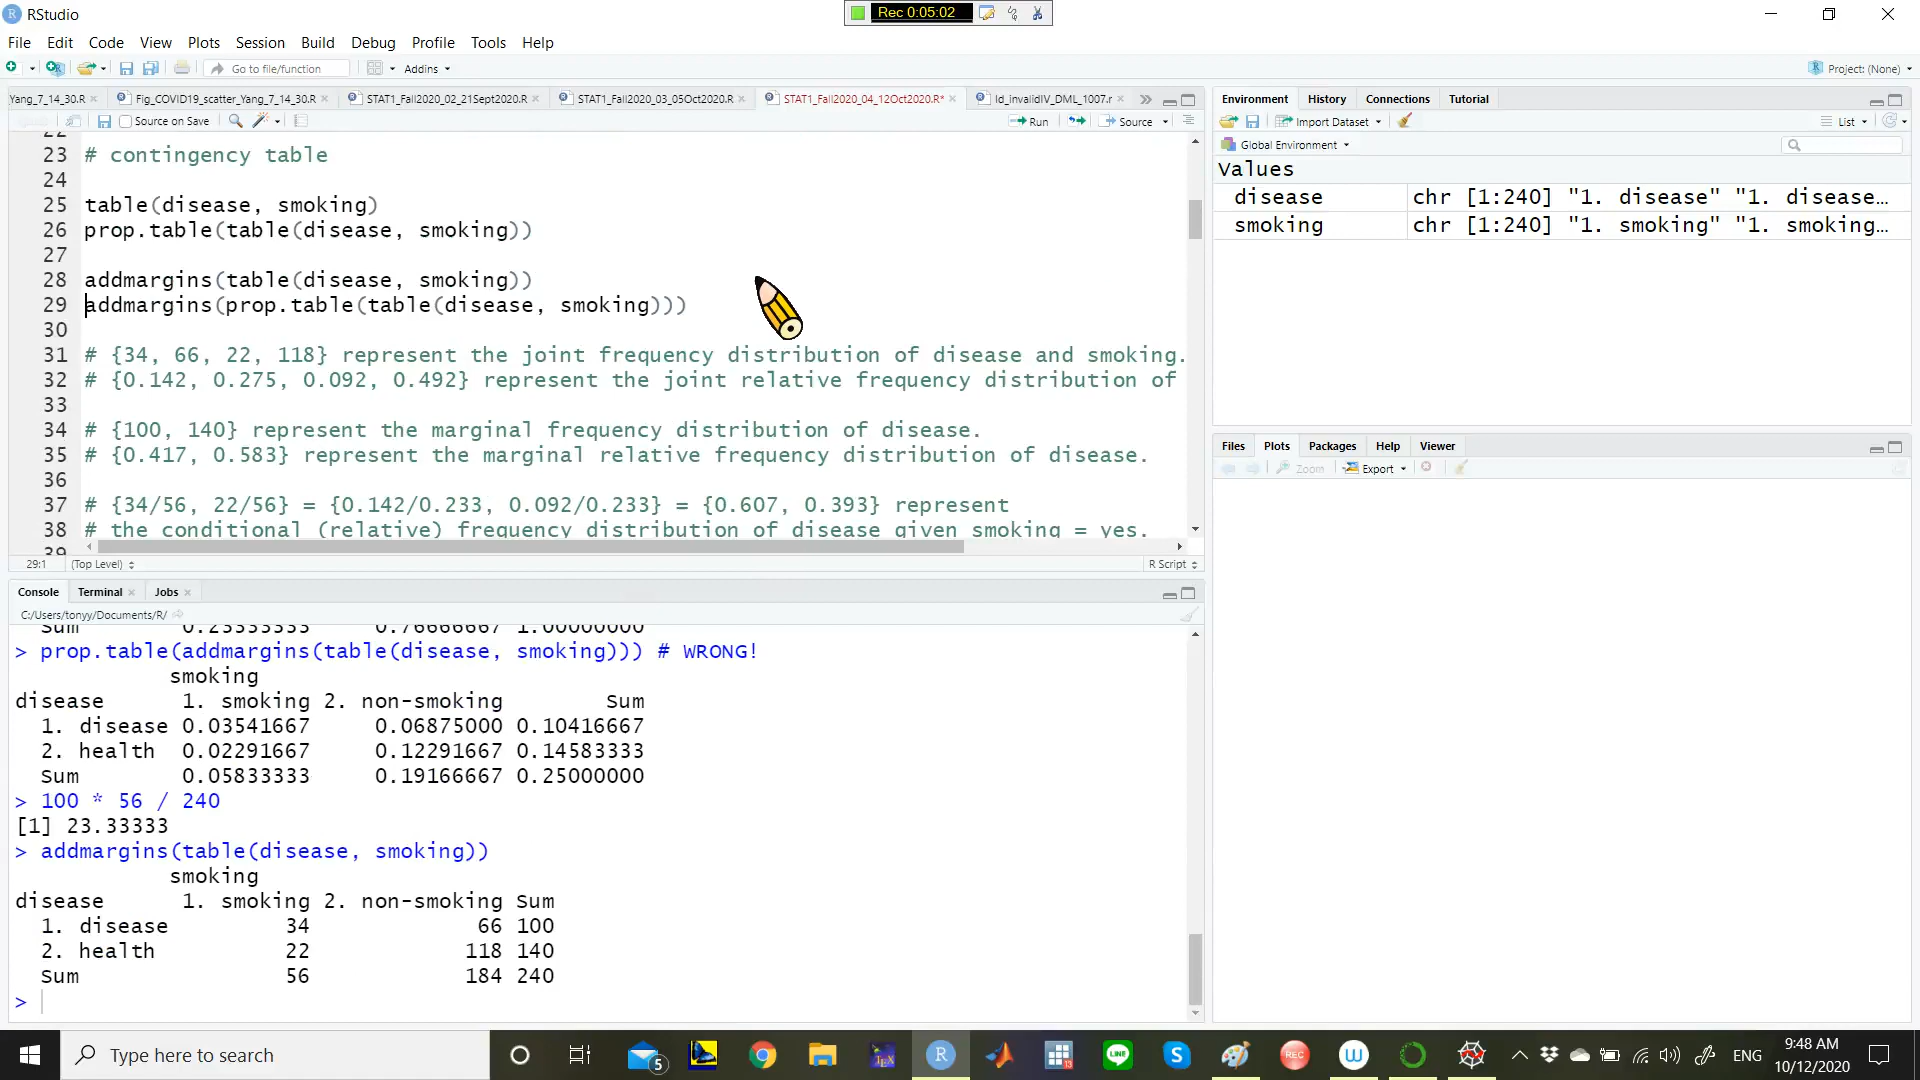 RStudio
Rec 0:05:02
File Edit Code View Plots Session Build Debug Profile Tools Help
Go to file/function
Addins
Project: (None)
Yang_7_14_30.R
Fig_COVID19_scatter_Yang_7_14_30.R
STAT1_Fall2020_02_21Sept2020.R
STAT1_Fall2020_03_05Oct2020.R
STAT1_Fall2020_04_12Oct2020.R*
Id_invalidIV_DML_1007.r
Source on Save
Run
Source
23 # contingency table
24
25 table(disease, smoking)
26 prop.table(table(disease, smoking))
27
28 addmargins(table(disease, smoking))
29 addmargins(prop.table(table(disease, smoking)))
30
31 # {34, 66, 22, 118} represent the joint frequency distribution of disease and smoking.
32 # {0.142, 0.275, 0.092, 0.492} represent the joint relative frequency distribution of
33
34 # {100, 140} represent the marginal frequency distribution of disease.
35 # {0.417, 0.583} represent the marginal relative frequency distribution of disease.
36
37 # {34/56, 22/56} = {0.142/0.233, 0.092/0.233} = {0.607, 0.393} represent
38 # the conditional (relative) frequency distribution of disease given smoking = yes.
39
29:1 (Top Level)
R Script
Console Terminal Jobs
C:/Users/tonyy/Documents/R/
Sum 0.23333333 0.76666667 1.00000000
> prop.table(addmargins(table(disease, smoking))) # WRONG!
smoking
disease 1. smoking 2. non-smoking Sum
1. disease 0.03541667 0.06875000 0.10416667
2. health 0.02291667 0.12291667 0.14583333
Sum 0.05833333 0.19166667 0.25000000
> 100 * 56 / 240
[1] 23.33333
> addmargins(table(disease, smoking))
smoking
disease 1. smoking 2. non-smoking Sum
1. disease 34 66 100
2. health 22 118 140
Sum 56 184 240
>
Environment History Connections Tutorial
Import Dataset
List
Global Environment
Values
disease chr [1:240] "1. disease" "1. disease…
smoking chr [1:240] "1. smoking" "1. smoking…
Files Plots Packages Help Viewer
Zoom Export
Type here to search
5
TEX
R
13
LINE
S
REC
W
ENG
9:48 AM
10/12/2020